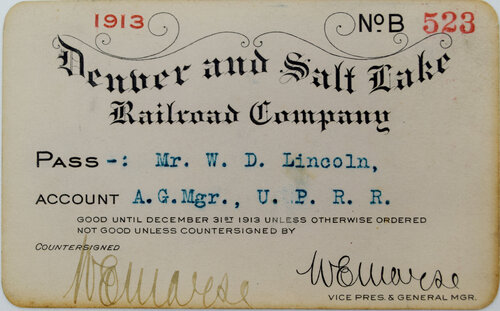 1913 NO B 523
Denver and Salt Lake
Railroad Company
PASS -: Mr. W. D. Lincoln,
ACCOUNT A.G.Mgr., U. P. R. R.
GOOD UNTIL DECEMBER 31ST 1913 UNLESS OTHERWISE ORDERED
NOT GOOD UNLESS COUNTERSIGNED BY
COUNTERSIGNED
VICE PRES. & GENERAL MGR.